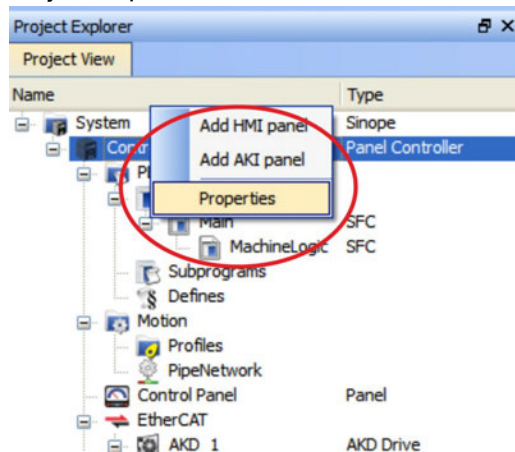 Project Explorer
Project View
Name Type
System Sinope
Add HMI panel
Contr Panel Controller
Add AKI panel
Properties
Main SFC
MachineLogic SFC
Subprograms
Defines
Motion
Profiles
PipeNetwork
Control Panel Panel
EtherCAT
AKD_1 AKD Drive